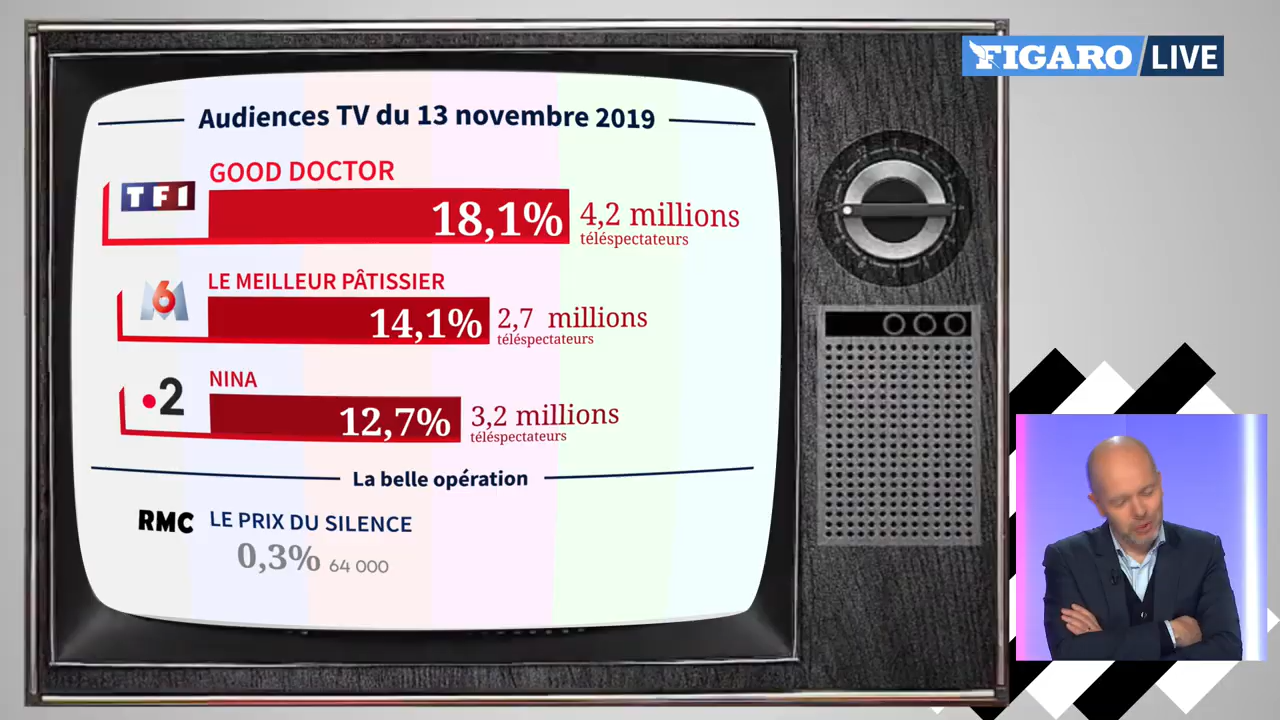 FIGARO LIVE
Audiences TV du 13 novembre 2019
GOOD DOCTOR
TF1
18,1%
4,2 millions
téléspectateurs
LE MEILLEUR PÂTISSIER
M6
14,1%
2,7 millions
téléspectateurs
NINA
2
12,7%
3,2 millions
téléspectateurs
La belle opération
RMC
LE PRIX DU SILENCE
0,3% 64 000